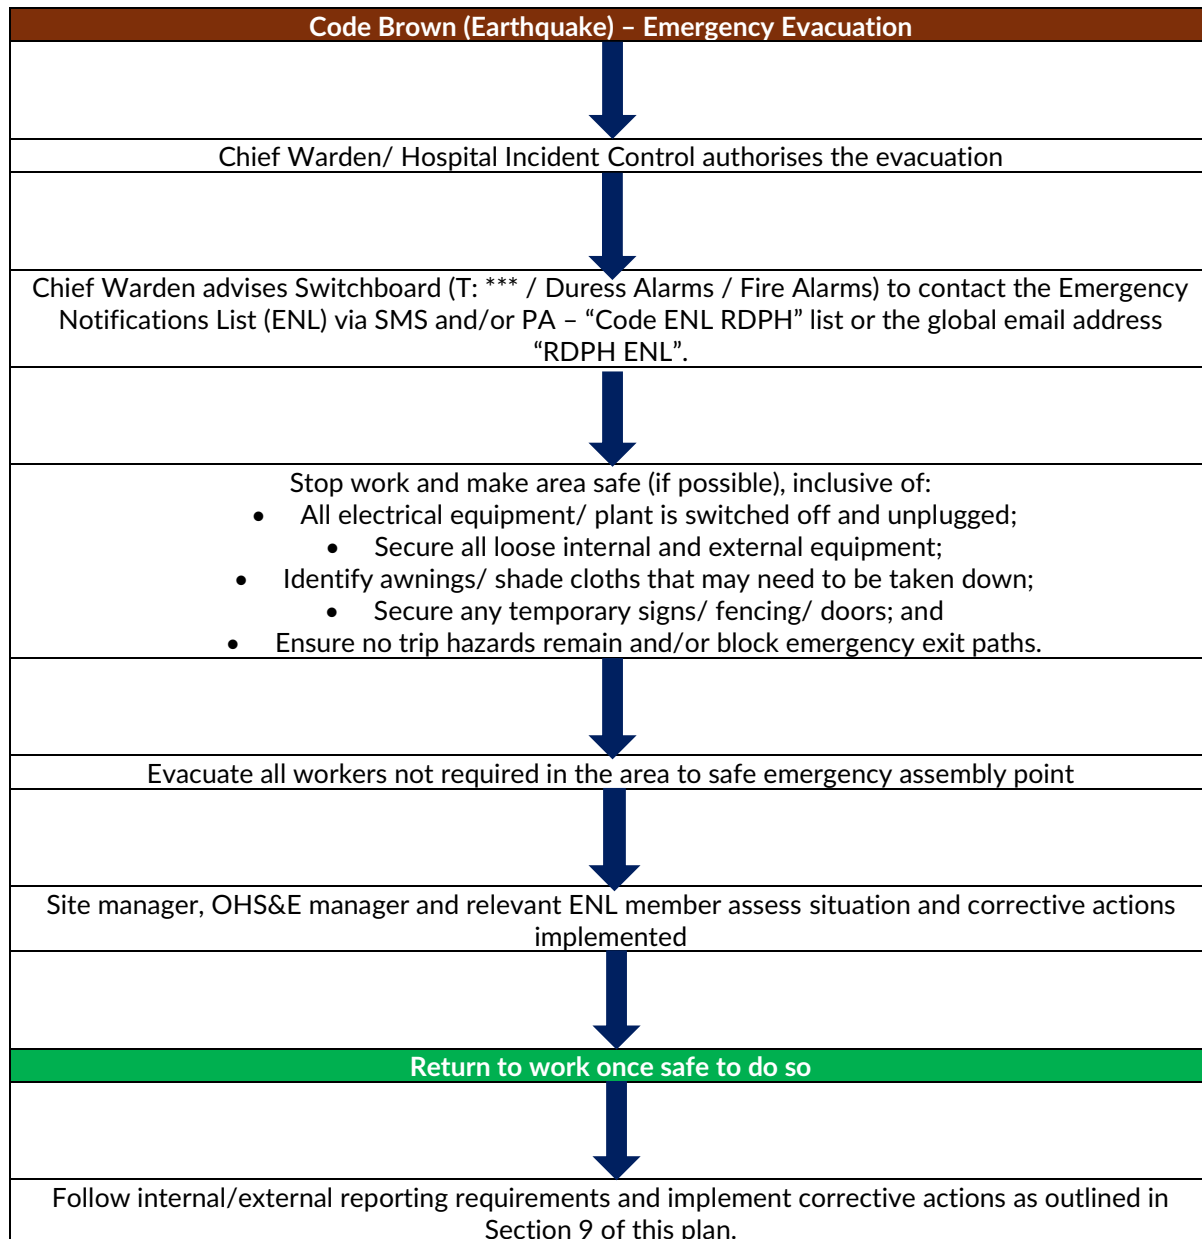 Code Brown (Earthquake) – Emergency Evacuation
Chief Warden/ Hospital Incident Control authorises the evacuation
Chief Warden advises Switchboard (T: *** / Duress Alarms / Fire Alarms) to contact the Emergency
Notifications List (ENL) via SMS and/or PA – “Code ENL RDPH” list or the global email address
“RDPH ENL”.
Stop work and make area safe (if possible), inclusive of:
• All electrical equipment/ plant is switched off and unplugged;
• Secure all loose internal and external equipment;
• Identify awnings/ shade cloths that may need to be taken down;
• Secure any temporary signs/ fencing/ doors; and
• Ensure no trip hazards remain and/or block emergency exit paths.
Evacuate all workers not required in the area to safe emergency assembly point
Site manager, OHS&E manager and relevant ENL member assess situation and corrective actions
implemented
Return to work once safe to do so
Follow internal/external reporting requirements and implement corrective actions as outlined in
Section 9 of this plan.